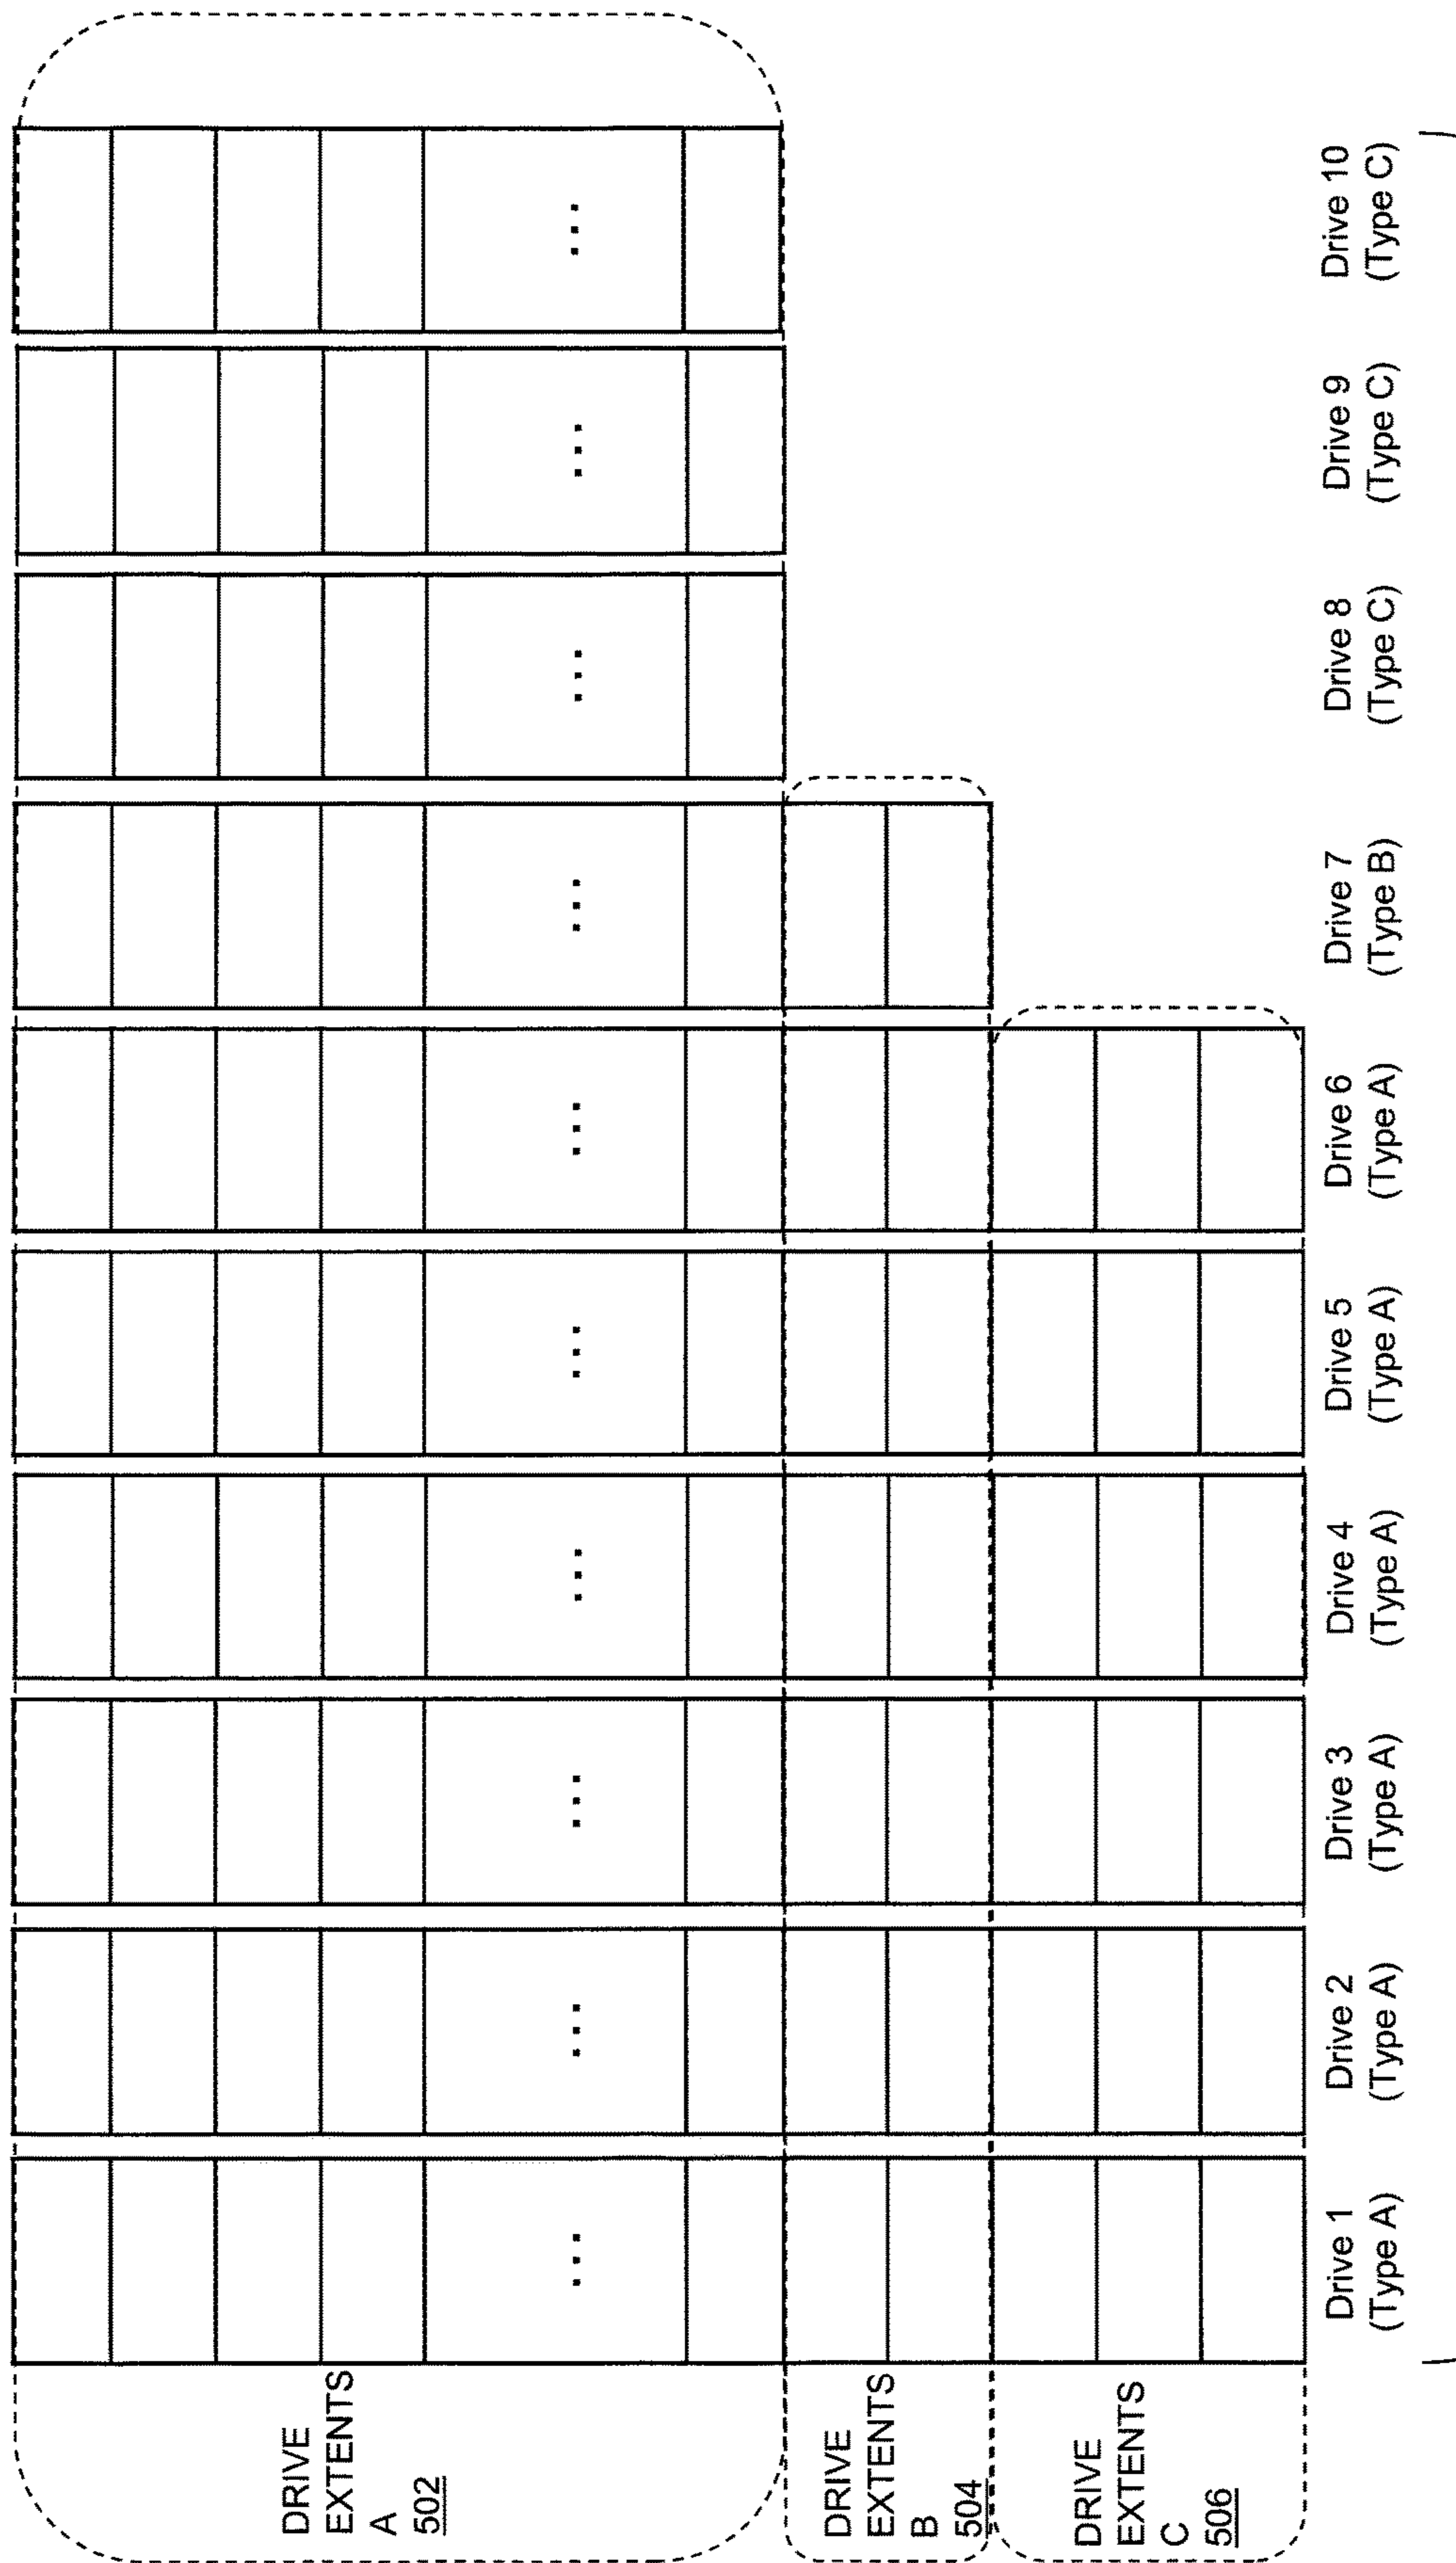 DRIVE
EXTENTS
A
502
DRIVE
EXTENTS
B
504
DRIVE
EXTENTS
C
506
Drive 1
(Type A)
Drive 2
(Type A)
Drive 3
(Type A)
Drive 4
(Type A)
Drive 5
(Type A)
Drive 6
(Type A)
Drive 7
(Type B)
Drive 8
(Type C)
Drive 9
(Type C)
Drive 10
(Type C)